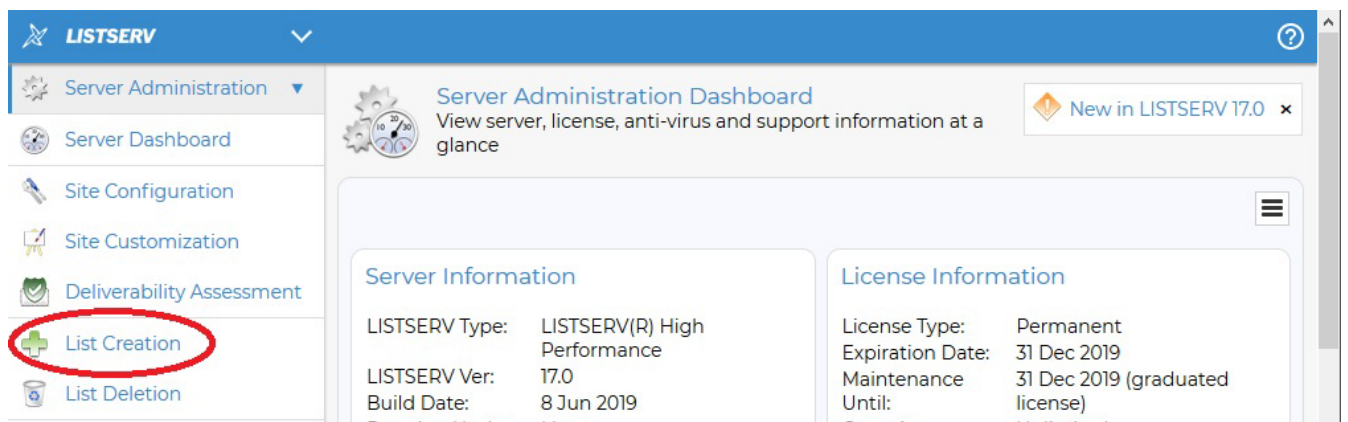 LISTSERV
Server Administration
Server Dashboard
Site Configuration
Site Customization
Deliverability Assessment
List Creation
List Deletion
Server Administration Dashboard
View server, license, anti-virus and support information at a
glance
New in LISTSERV 17.0 ×
Server Information
LISTSERV Type: LISTSERV(R) High
Performance
LISTSERV Ver: 17.0
Build Date: 8 Jun 2019
License Information
License Type: Permanent
Expiration Date: 31 Dec 2019
Maintenance 31 Dec 2019 (graduated
Until: license)